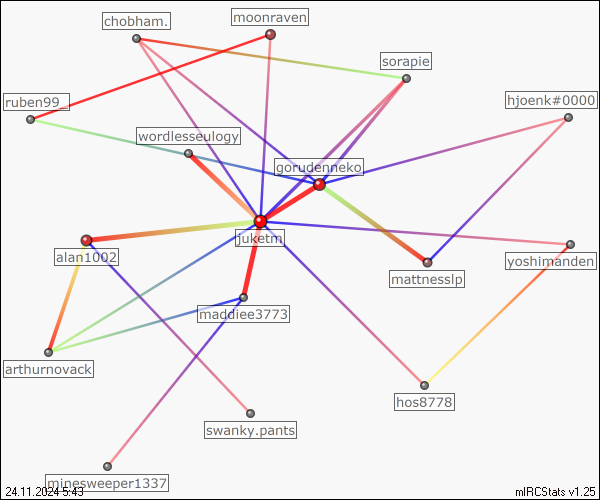 moonraven
chobham.
sorapie
hjoenk#0000
ruben99_
wordlesseulogy
gorudenneko
juketm
alan1002
yoshimanden
mattnesslp
maddiee3773
arthurnovack
hos8778
swanky.pants
minesweeper1337
24.11.2024 5:43
mIRCStats v1.25